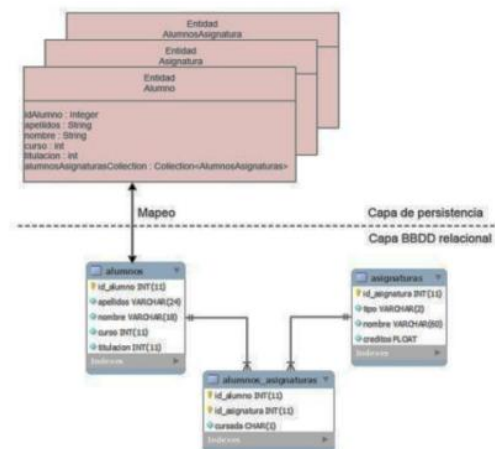 Entidad
AlumnosAsignatura
Entidad
Asignatura
Entidad
Alumno
idAlumno : Integer
apellidos : String
nombre : String
curso : int
titulacion : int
alumnosAsignaturasCollection : Collection<AlumnosAsignaturas>
Mapeo
Capa de persistencia
Capa BBDD relacional
alumnos
id_alumno INT(11)
apellidos VARCHAR(24)
nombre VARCHAR(18)
curso INT(11)
titulacion INT(11)
Indexes
asignaturas
id_asignatura INT(11)
tipo VARCHAR(2)
nombre VARCHAR(60)
creditos FLOAT
Indexes
alumnos_asignaturas
id_alumno INT(11)
id_asignatura INT(11)
cursada CHAR(1)
Indexes